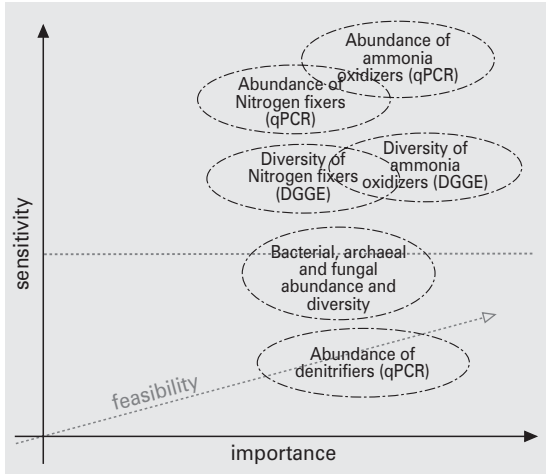 Abundance of
ammonia
oxidizers (qPCR)
Abundance of
Nitrogen fixers
(qPCR)
Diversity of
Nitrogen fixers
(DGGE)
Diversity of
ammonia
oxidizers (DGGE)
sensitivity
Bacterial, archaeal
and fungal
abundance and
diversity
Abundance of
denitrifiers (qPCR)
feasibility
importance